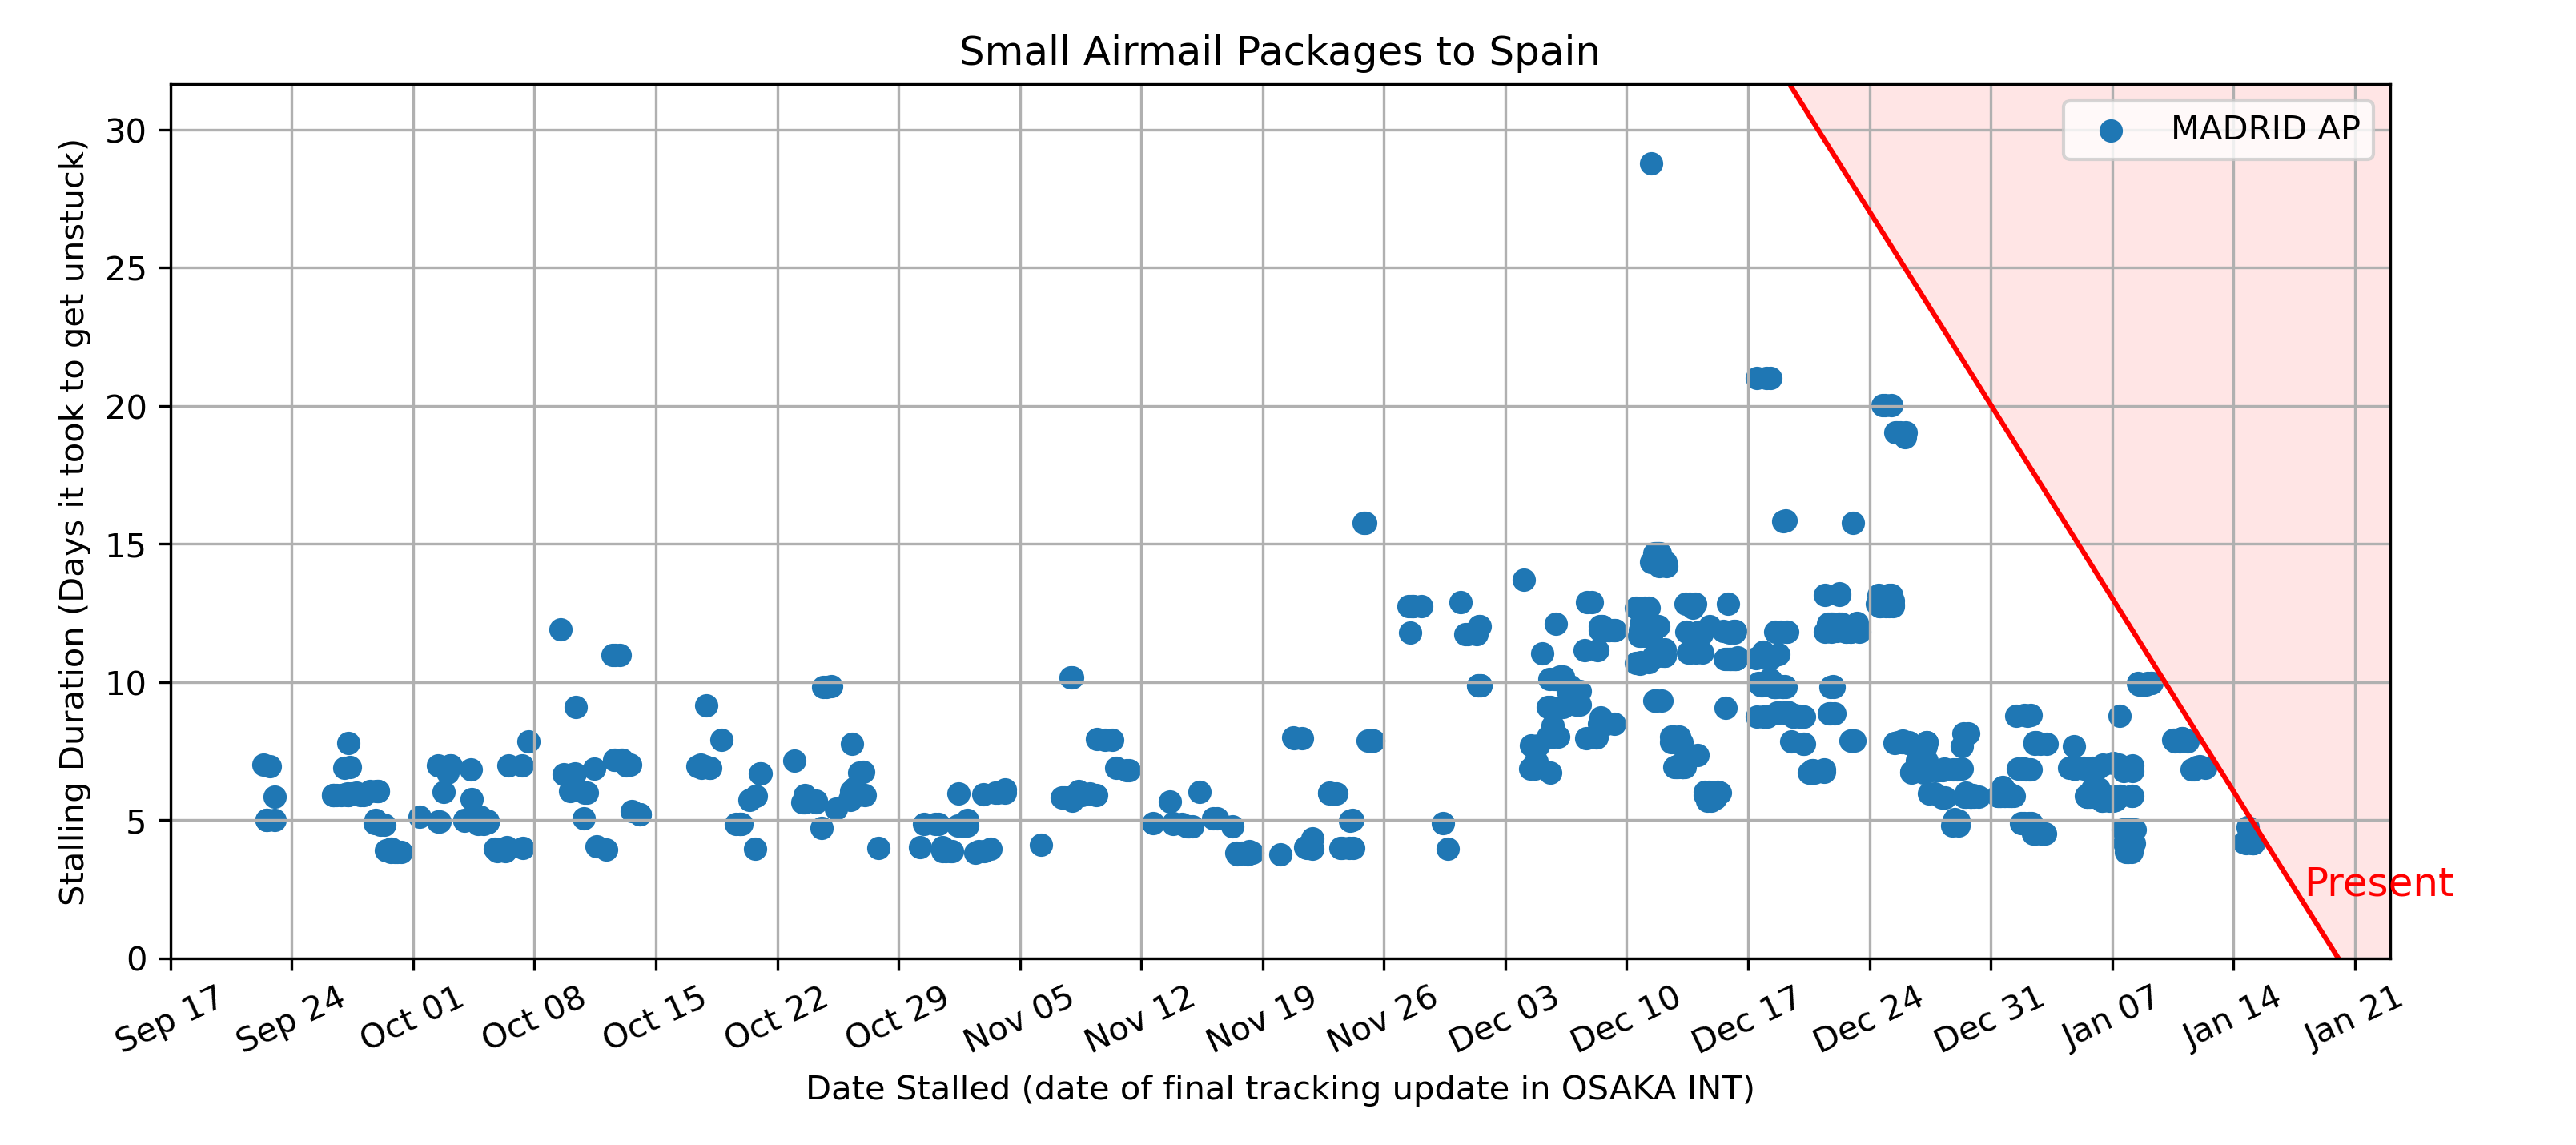 Small Airmail Packages to Spain
Stalling Duration (Days it took to get unstuck)
30
25
20
15
10
5
0
MADRID AP
Present
Sep 17
Sep 24
Oct 01
Oct 08
Oct 15
Oct 22
Oct 29
Nov 05
Nov 12
Nov 19
Nov 26
Dec 03
Dec 10
Dec 17
Dec 24
Dec 31
Jan 07
Jan 14
Jan 21
Date Stalled (date of final tracking update in OSAKA INT)